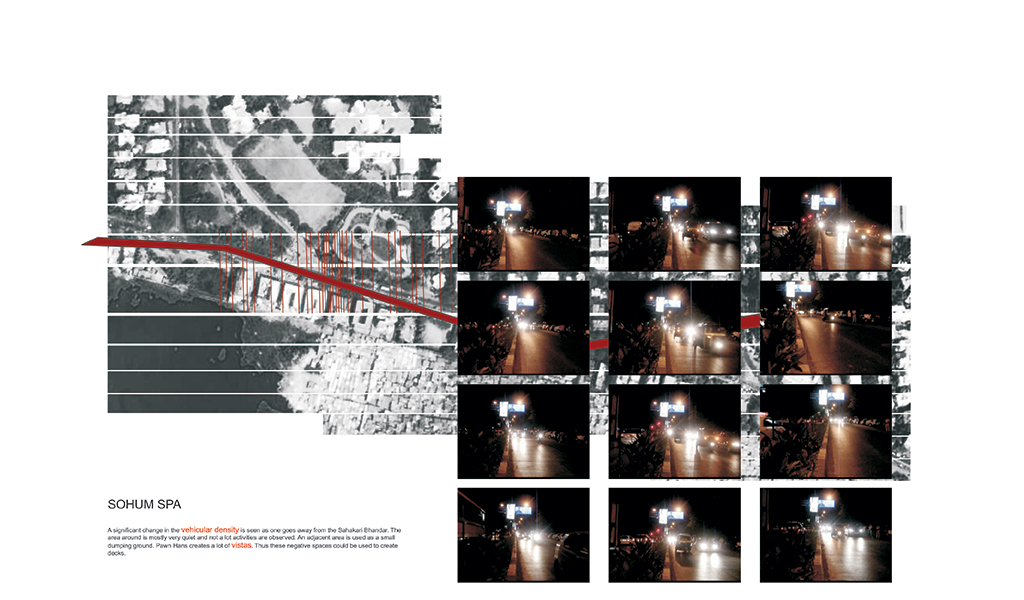 SOHUM SPA
A significant change in the vehicular density is seen as one goes away from the Sahakari Bhandar. The
area around is mostly very quiet and not a lot activities are observed. An adjacent area is used as a small
dumping ground. Pawn Hans creates a lot of vistas. Thus these negative spaces could be used to create
decks.